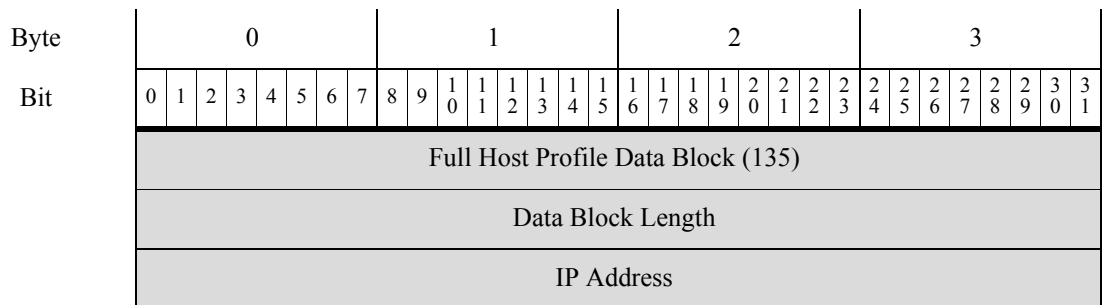 Byte 0 1 2 3
Bit 0 1 2 3 4 5 6 7 8 9 10 11 12 13 14 15 16 17 18 19 20 21 22 23 24 25 26 27 28 29 30 31
Full Host Profile Data Block (135)
Data Block Length
IP Address